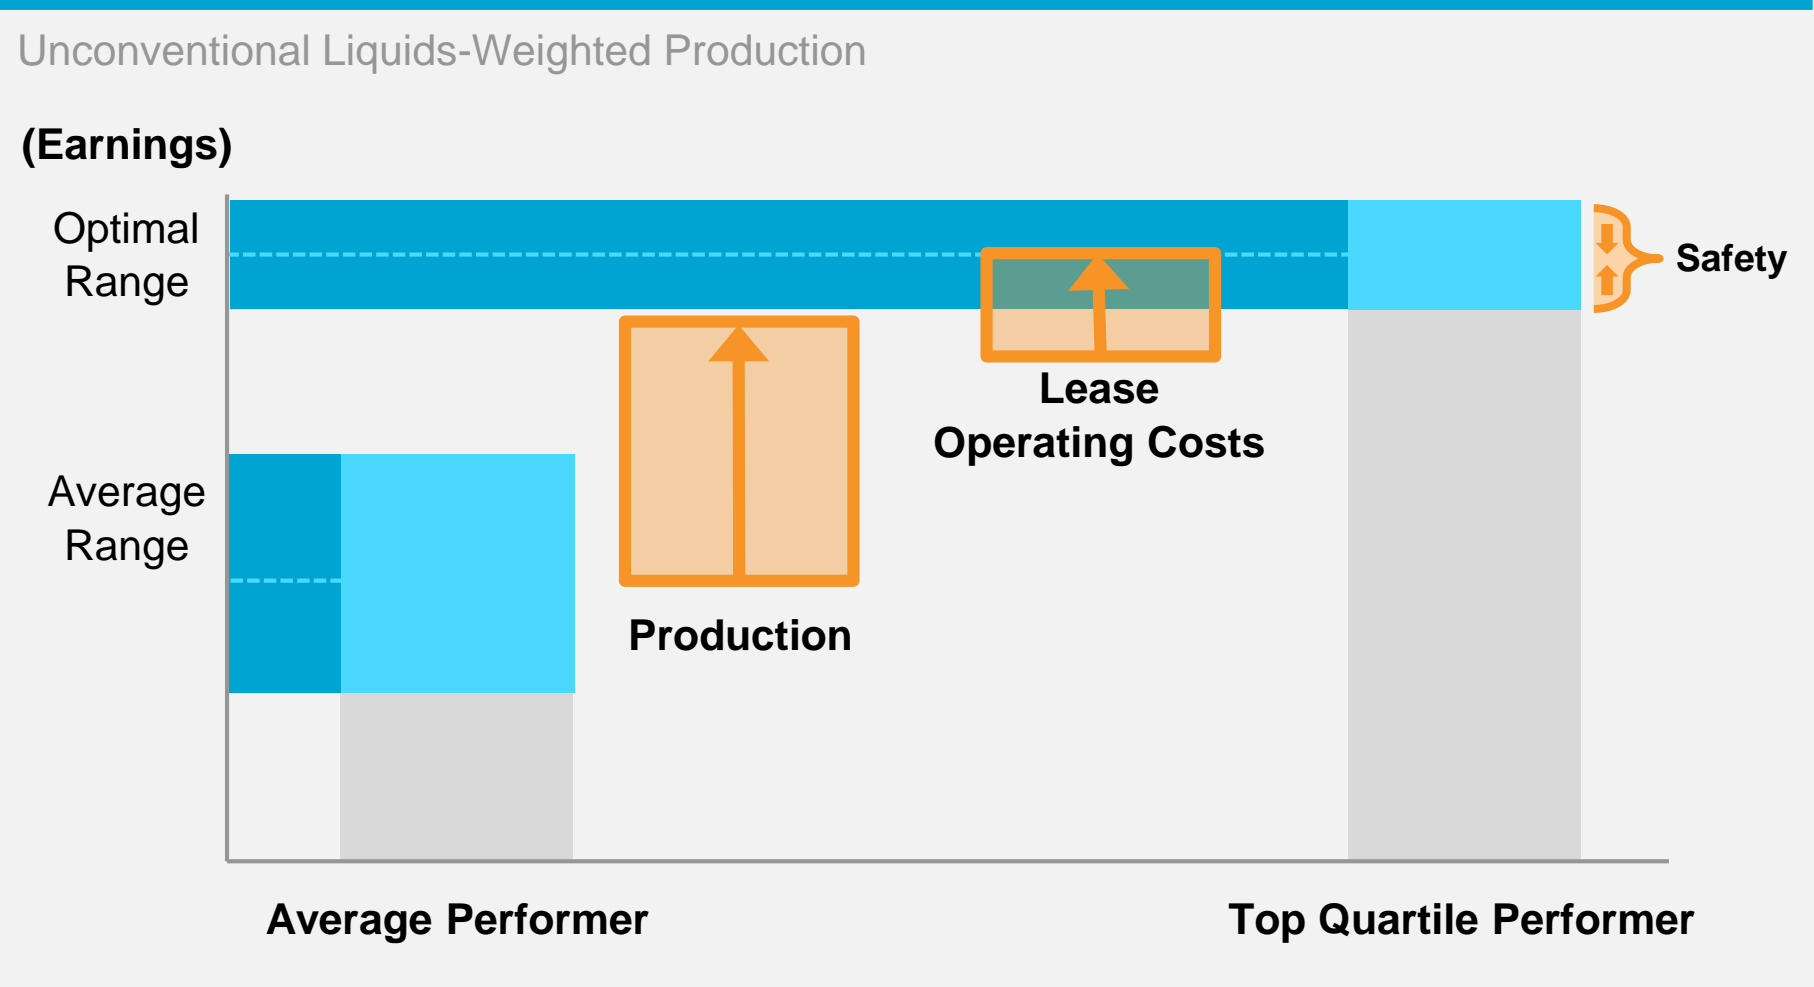 Unconventional Liquids-Weighted Production
(Earnings)
Optimal
Range
Safety
Lease
Operating Costs
Average
Range
Production
Average Performer
Top Quartile Performer